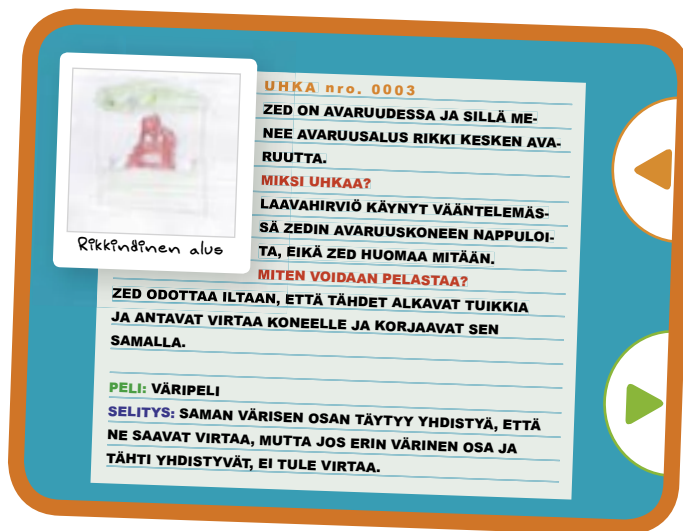 UHKA nro. 0003
ZED ON AVARUUDESSA JA SILLÄ ME-
NEE AVARUUSALUS RIKKI KESKEN AVA-
RUUTTA.
MIKSI UHKAA?
LAAVAHIRVIÖ KÄYNYT VÄÄNTELEMÄS-
SÄ ZEDIN AVARUUSKONEEN NAPPULOI-
TA, EIKÄ ZED HUOMAA MITÄÄN.
Rikkinäinen alus
MITEN VOIDAAN PELASTAA?
ZED ODOTTAA ILTAAN, ETTÄ TÄHDET ALKAVAT TUIKKIA
JA ANTAVAT VIRTAA KONEELLE JA KORJAAVAT SEN
SAMALLA.
PELI: VÄRIPELI
SELITYS: SAMAN VÄRISEN OSAN TÄYTYY YHDISTYÄ, ETTÄ
NE SAAVAT VIRTAA, MUTTA JOS ERIN VÄRINEN OSA JA
TÄHTI YHDISTYVÄT, EI TULE VIRTAA.